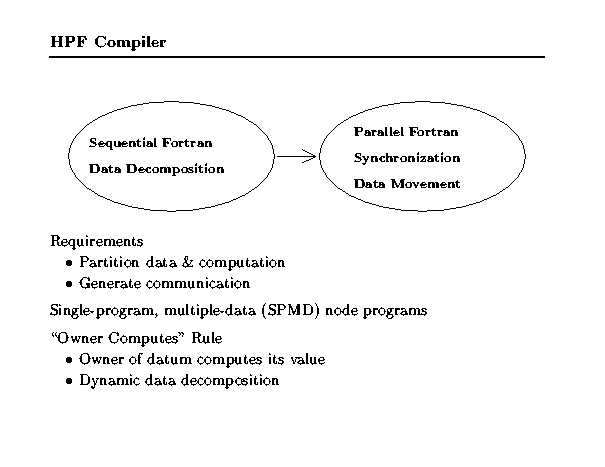 HPF Compiler
Sequential Fortran
Data Decomposition
Parallel Fortran
Synchronization
Data Movement
Requirements
• Partition data & computation
• Generate communication
Single-program, multiple-data (SPMD) node programs
“Owner Computes” Rule
• Owner of datum computes its value
• Dynamic data decomposition